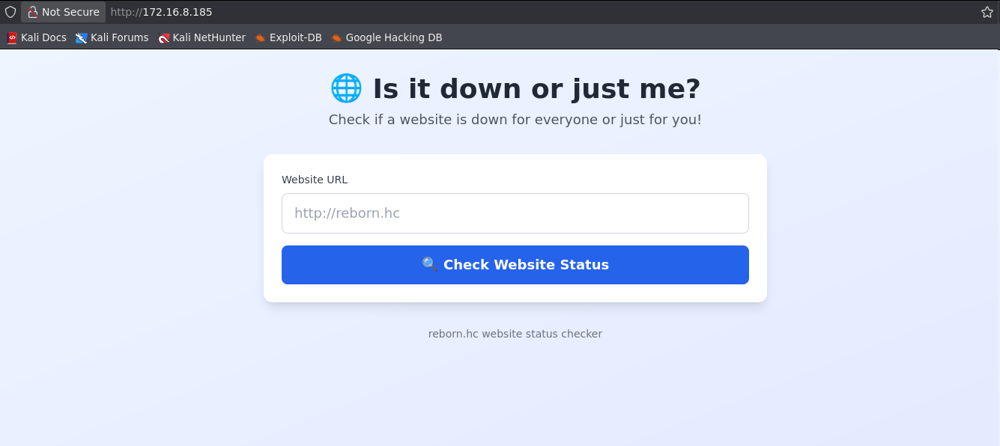 Not Secure http://172.16.8.185
Kali Docs Kali Forums Kali NetHunter Exploit-DB Google Hacking DB
Is it down or just me?
Check if a website is down for everyone or just for you!
Website URL
http://reborn.hc
Check Website Status
reborn.hc website status checker